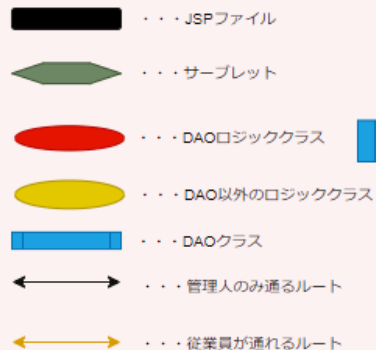 ・・・JSPファイル
・・・サーブレット
・・・DAOロジッククラス
・・・DAO以外のロジッククラス
・・・DAOクラス
・・・管理人のみ通るルート
・・・従業員が通れるルート